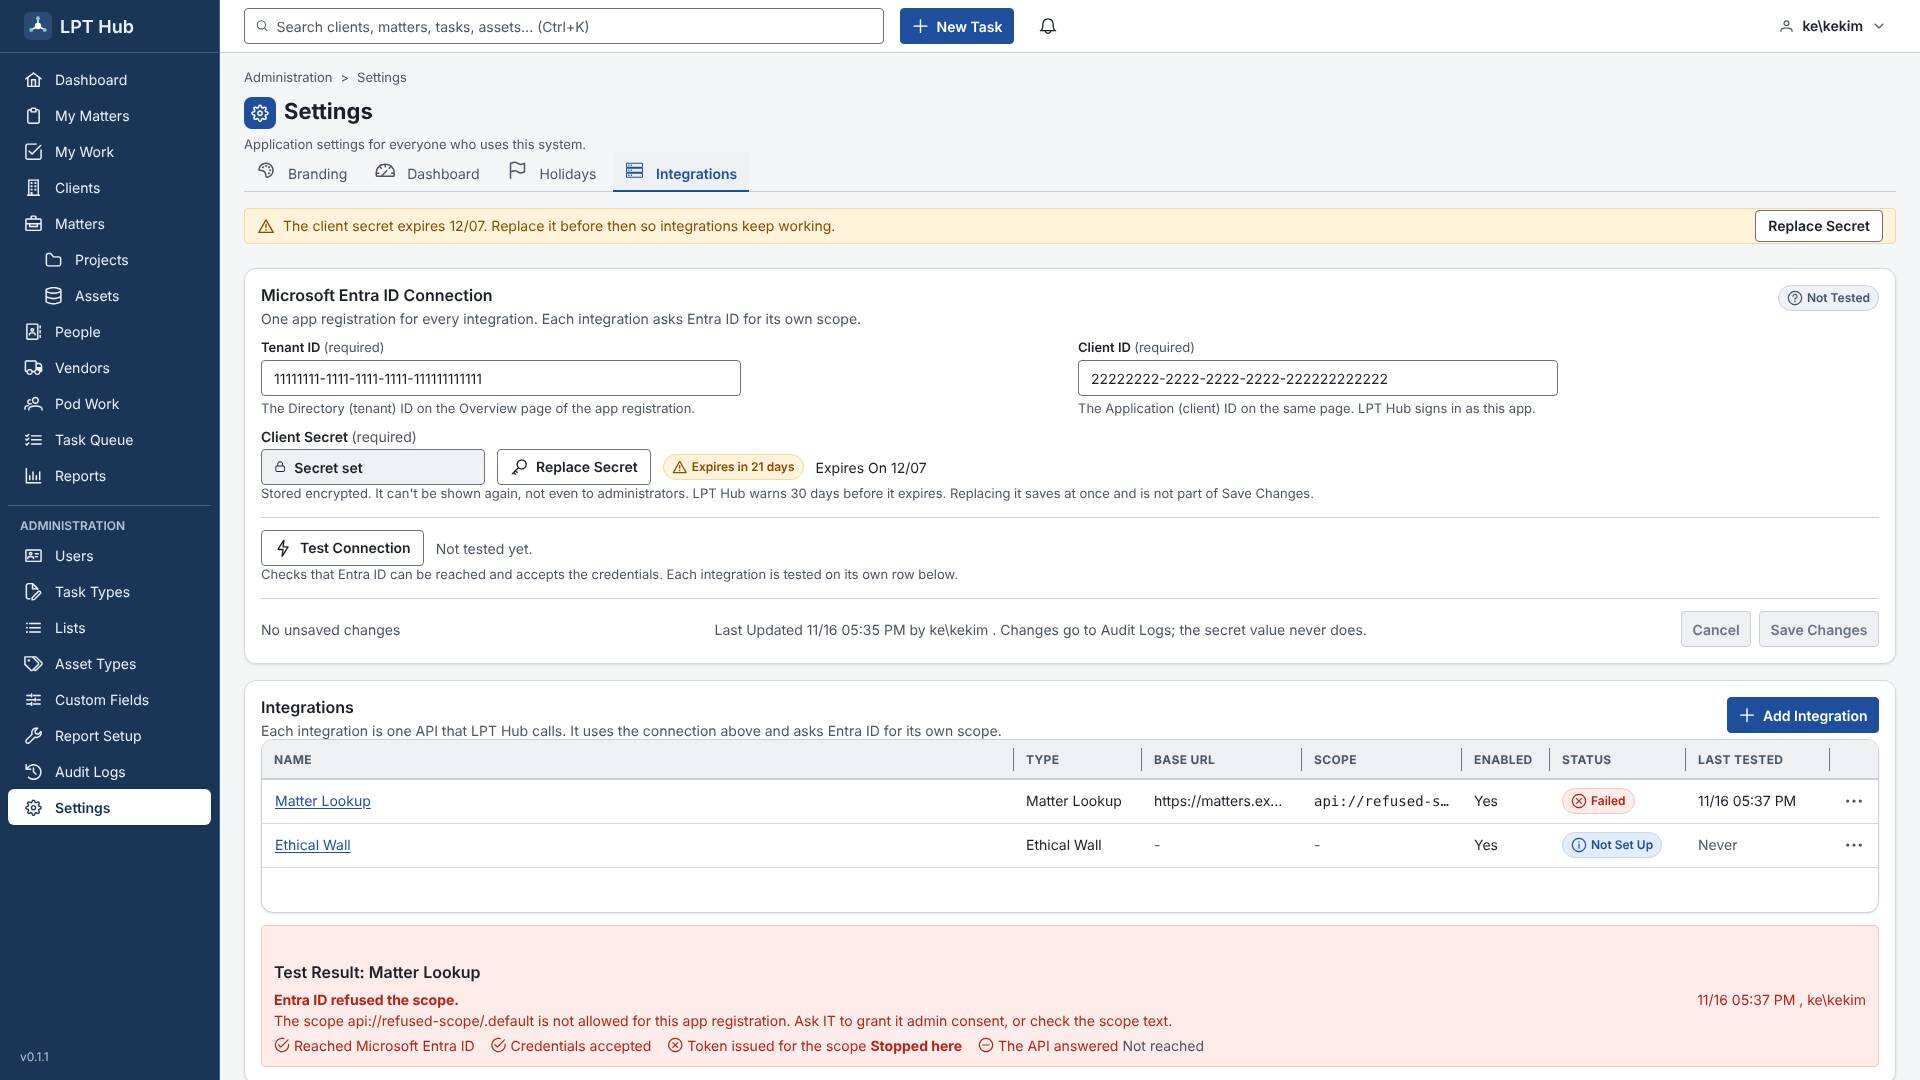 LPT Hub
Search clients, matters, tasks, assets... (Ctrl+K)
New Task
ke\kekim
Dashboard
My Matters
My Work
Clients
Matters
Projects
Assets
People
Vendors
Pod Work
Task Queue
Reports
ADMINISTRATION
Users
Task Types
Lists
Asset Types
Custom Fields
Report Setup
Audit Logs
Settings
v0.1.1
Administration > Settings
Settings
Application settings for everyone who uses this system.
Branding Dashboard Holidays Integrations
The client secret expires 12/07. Replace it before then so integrations keep working. Replace Secret
Microsoft Entra ID Connection Not Tested
One app registration for every integration. Each integration asks Entra ID for its own scope.
Tenant ID (required) Client ID (required)
11111111-1111-1111-1111-111111111111 22222222-2222-2222-2222-222222222222
The Directory (tenant) ID on the Overview page of the app registration. The Application (client) ID on the same page. LPT Hub signs in as this app.
Client Secret (required)
Secret set Replace Secret Expires in 21 days Expires On 12/07
Stored encrypted. It can't be shown again, not even to administrators. LPT Hub warns 30 days before it expires. Replacing it saves at once and is not part of Save Changes.
Test Connection Not tested yet.
Checks that Entra ID can be reached and accepts the credentials. Each integration is tested on its own row below.
No unsaved changes Last Updated 11/16 05:35 PM by ke\kekim . Changes go to Audit Logs; the secret value never does. Cancel Save Changes
Integrations Add Integration
Each integration is one API that LPT Hub calls. It uses the connection above and asks Entra ID for its own scope.
NAME TYPE BASE URL SCOPE ENABLED STATUS LAST TESTED
Matter Lookup Matter Lookup https://matters.ex... api://refused-s… Yes Failed 11/16 05:37 PM ...
Ethical Wall Ethical Wall - - Yes Not Set Up Never ...
Test Result: Matter Lookup
Entra ID refused the scope. 11/16 05:37 PM , ke\kekim
The scope api://refused-scope/.default is not allowed for this app registration. Ask IT to grant it admin consent, or check the scope text.
Reached Microsoft Entra ID Credentials accepted Token issued for the scope Stopped here The API answered Not reached